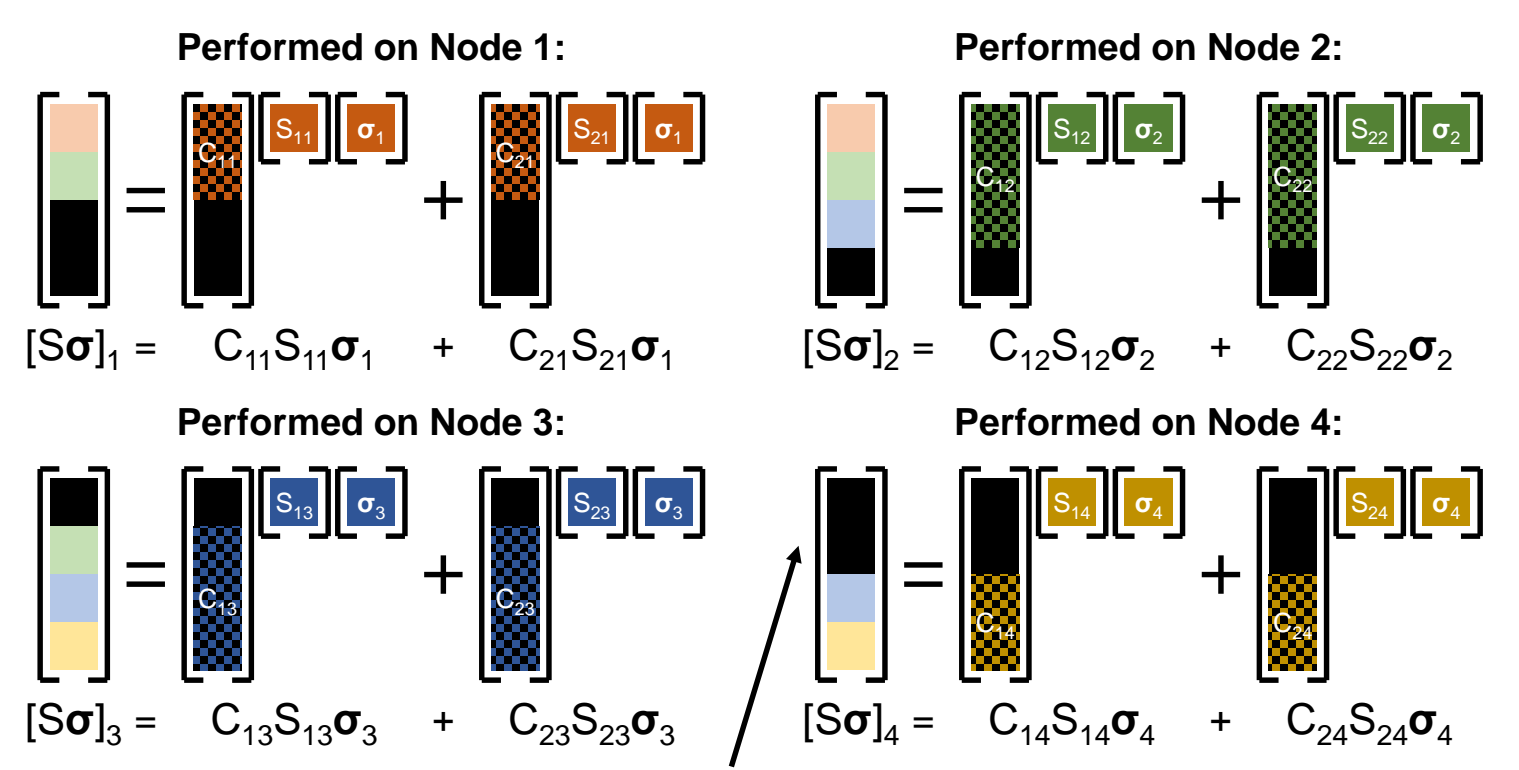 Performed on Node 1:
C₁₁ S₁₁ σ₁ C₂₁ S₂₁ σ₁
= +
[Sσ]₁ = C₁₁S₁₁σ₁ + C₂₁S₂₁σ₁
Performed on Node 2:
C₁₂ S₁₂ σ₂ C₂₂ S₂₂ σ₂
= +
[Sσ]₂ = C₁₂S₁₂σ₂ + C₂₂S₂₂σ₂
Performed on Node 3:
C₁₃ S₁₃ σ₃ C₂₃ S₂₃ σ₃
= +
[Sσ]₃ = C₁₃S₁₃σ₃ + C₂₃S₂₃σ₃
Performed on Node 4:
C₁₄ S₁₄ σ₄ C₂₄ S₂₄ σ₄
= +
[Sσ]₄ = C₁₄S₁₄σ₄ + C₂₄S₂₄σ₄